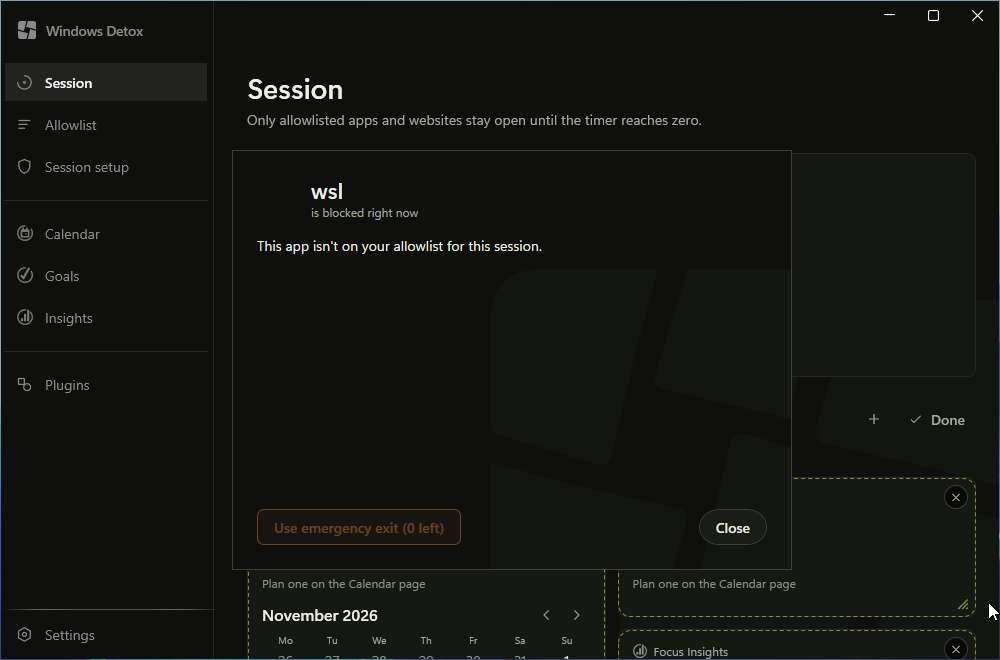 Windows Detox
Session
Allowlist
Session setup
Calendar
Goals
Insights
Plugins
Settings
Session
Only allowlisted apps and websites stay open until the timer reaches zero.
wsl
is blocked right now
This app isn't on your allowlist for this session.
Use emergency exit (0 left)
Close
Done
Plan one on the Calendar page
Plan one on the Calendar page
November 2026
Mo Tu We Th Fr Sa Su
Focus Insights